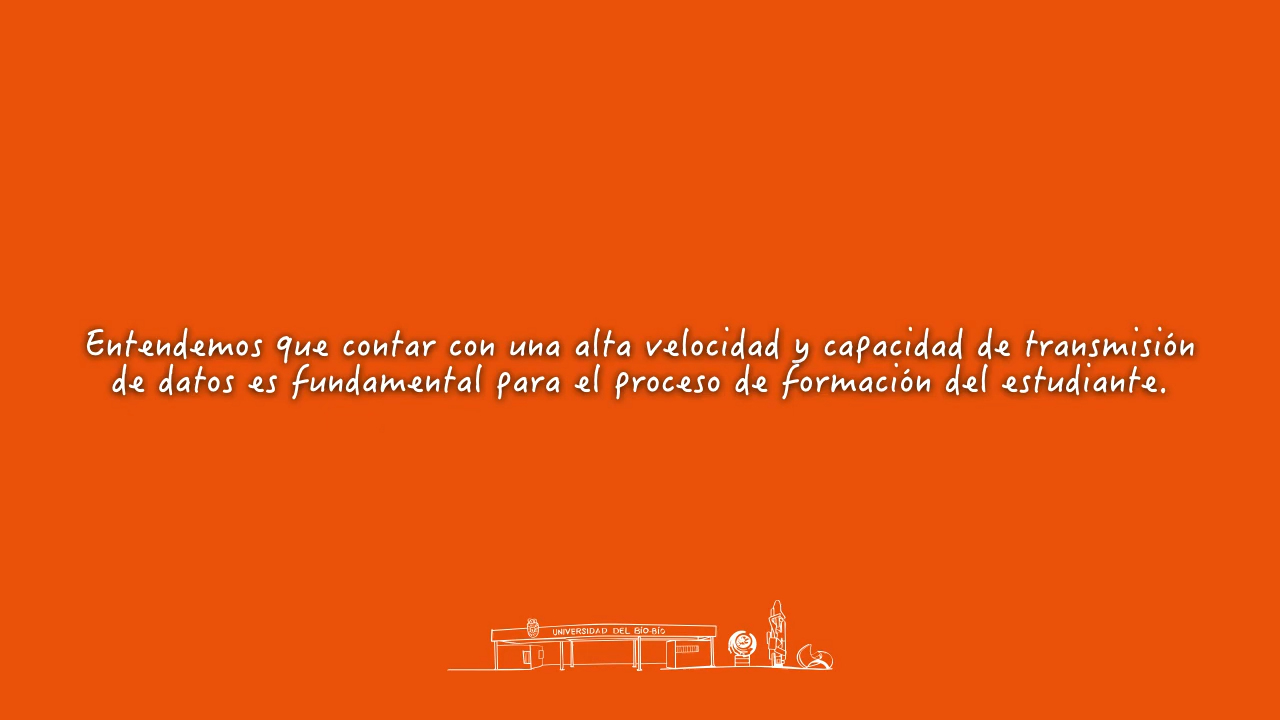 Entendemos que contar con una alta velocidad y capacidad de transmisión
de datos es fundamental para el proceso de formación del estudiante.
UNIVERSIDAD DEL BÍO-BÍO